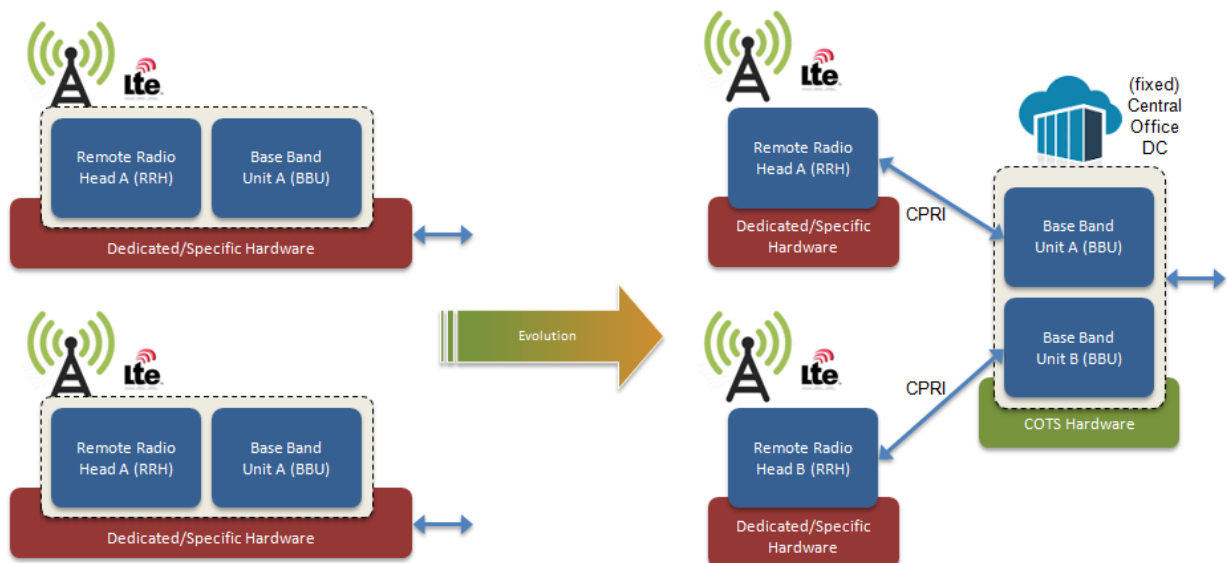 Lte
Remote Radio
Head A (RRH)
Base Band
Unit A (BBU)
Dedicated/Specific Hardware
Lte
Remote Radio
Head A (RRH)
Base Band
Unit A (BBU)
Dedicated/Specific Hardware
Evolution
Lte
Remote Radio
Head A (RRH)
Dedicated/Specific
Hardware
CPRI
(fixed)
Central
Office
DC
Base Band
Unit A (BBU)
Base Band
Unit B (BBU)
COTS Hardware
Lte
CPRI
Remote Radio
Head B (RRH)
Dedicated/Specific
Hardware